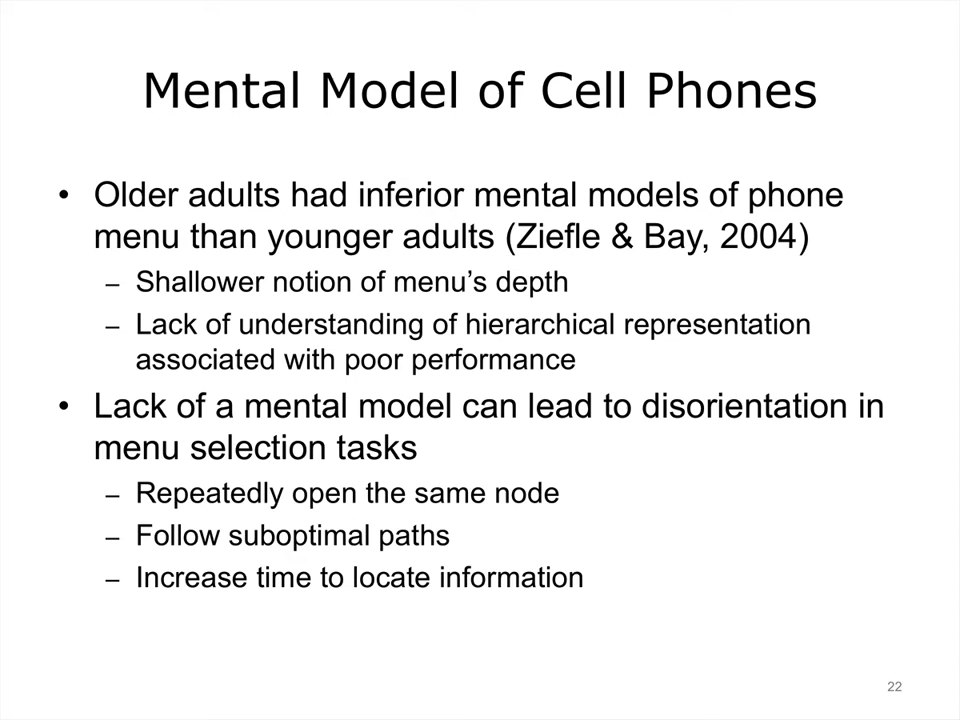 Mental Model of Cell Phones
• Older adults had inferior mental models of phone
menu than younger adults (Ziefle & Bay, 2004)
– Shallower notion of menu’s depth
– Lack of understanding of hierarchical representation
associated with poor performance
• Lack of a mental model can lead to disorientation in
menu selection tasks
– Repeatedly open the same node
– Follow suboptimal paths
– Increase time to locate information
22